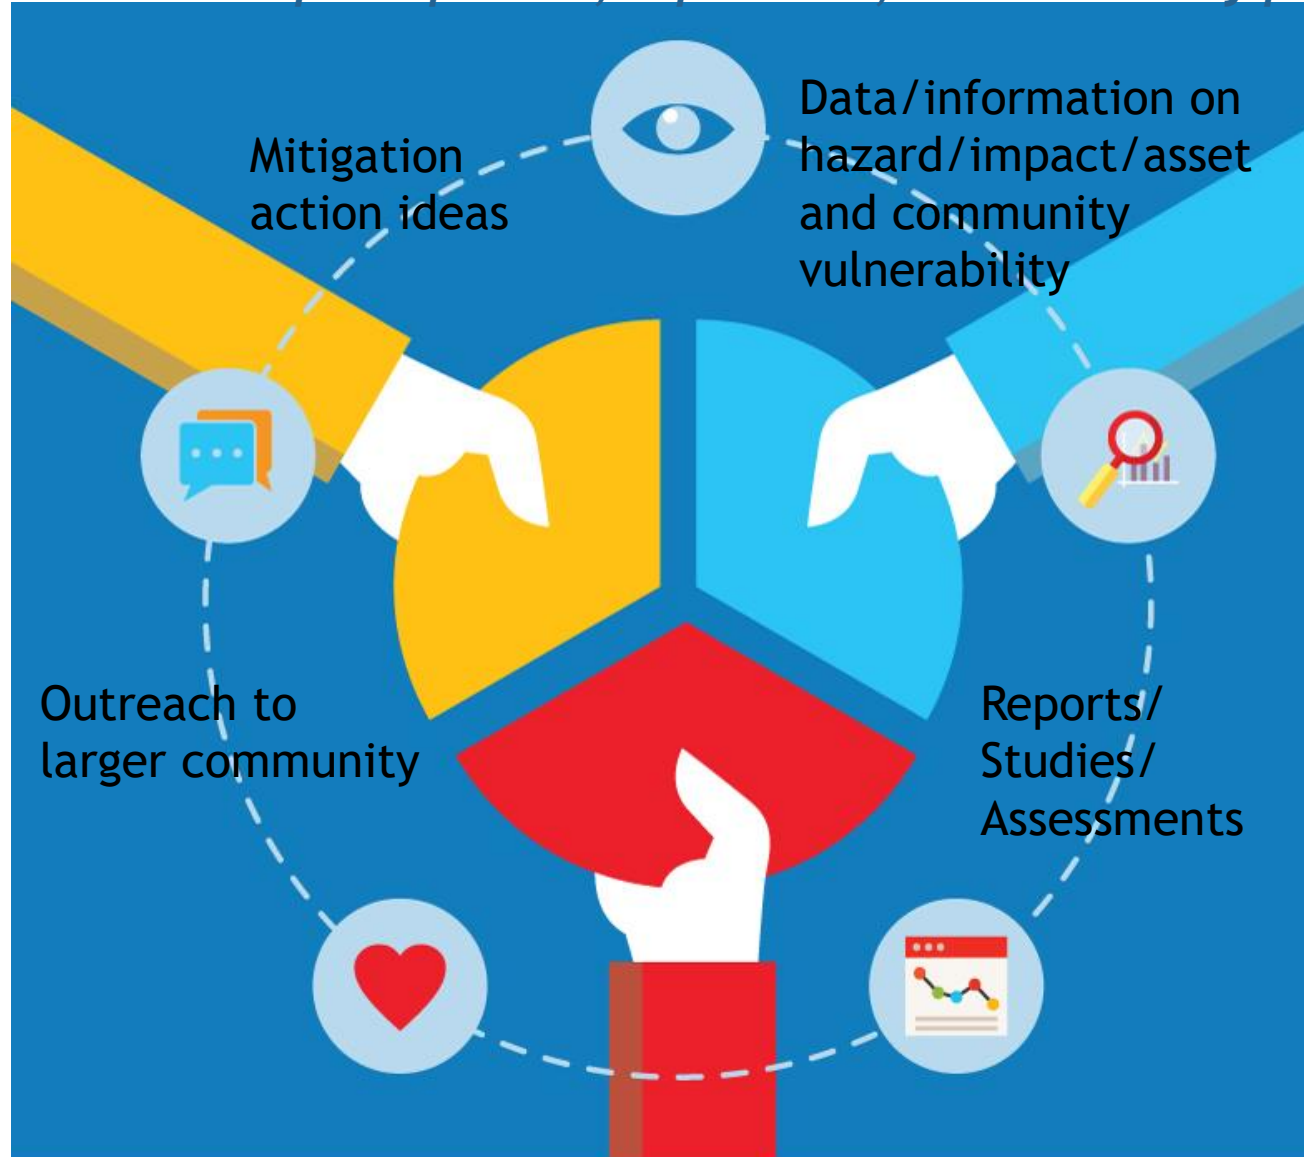 Mitigation
action ideas
Data/information on
hazard/impact/asset
and community
vulnerability
Outreach to
larger community
Reports/
Studies/
Assessments